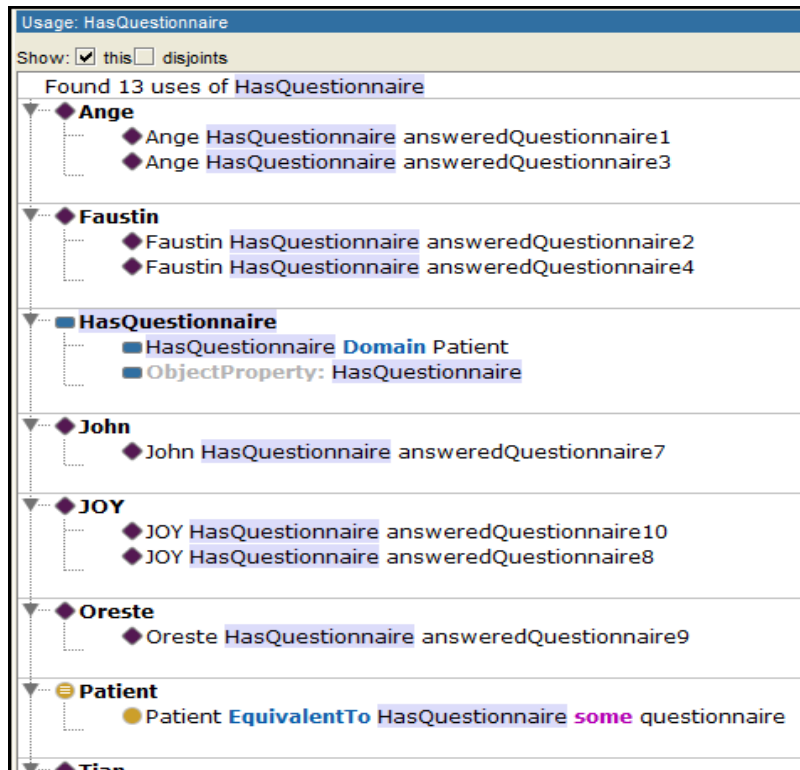 Usage: HasQuestionnaire
Show: this disjoints
Found 13 uses of HasQuestionnaire
Ange
Ange HasQuestionnaire answeredQuestionnaire1
Ange HasQuestionnaire answeredQuestionnaire3
Faustin
Faustin HasQuestionnaire answeredQuestionnaire2
Faustin HasQuestionnaire answeredQuestionnaire4
HasQuestionnaire
HasQuestionnaire Domain Patient
ObjectProperty: HasQuestionnaire
John
John HasQuestionnaire answeredQuestionnaire7
JOY
JOY HasQuestionnaire answeredQuestionnaire10
JOY HasQuestionnaire answeredQuestionnaire8
Oreste
Oreste HasQuestionnaire answeredQuestionnaire9
Patient
Patient EquivalentTo HasQuestionnaire some questionnaire